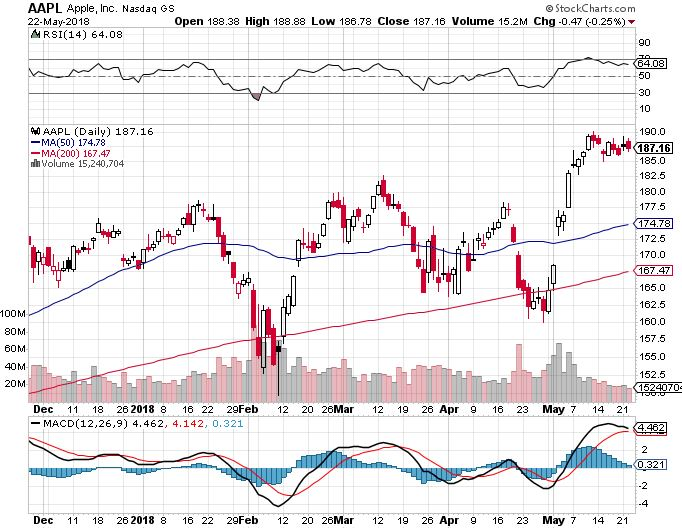 AAPL Apple, Inc. Nasdaq GS © StockCharts.com
22-May-2018 Open 188.38 High 188.88 Low 186.78 Close 187.16 Volume 15.2M Chg -0.47 (-0.25%)
RSI(14) 64.08
90
70
64.08
50
30
10
AAPL (Daily) 187.16
MA(50) 174.78
MA(200) 167.47
Volume 15,240,704
190.0
187.16
185.0
182.5
180.0
177.5
174.78
172.5
170.0
167.47
165.0
162.5
160.0
157.5
155.0
152.5
15240704
100M
80M
60M
40M
20M
Dec 11 18 26 2018 8 16 22 Feb 12 20 26 Mar 12 19 26 Apr 9 16 23 May 7 14 21
MACD(12,26,9) 4.462, 4.142, 0.321
4.462
2
0.321
-2
-4
Dec 11 18 26 2018 8 16 22 Feb 12 20 26 Mar 12 19 26 Apr 9 16 23 May 7 14 21